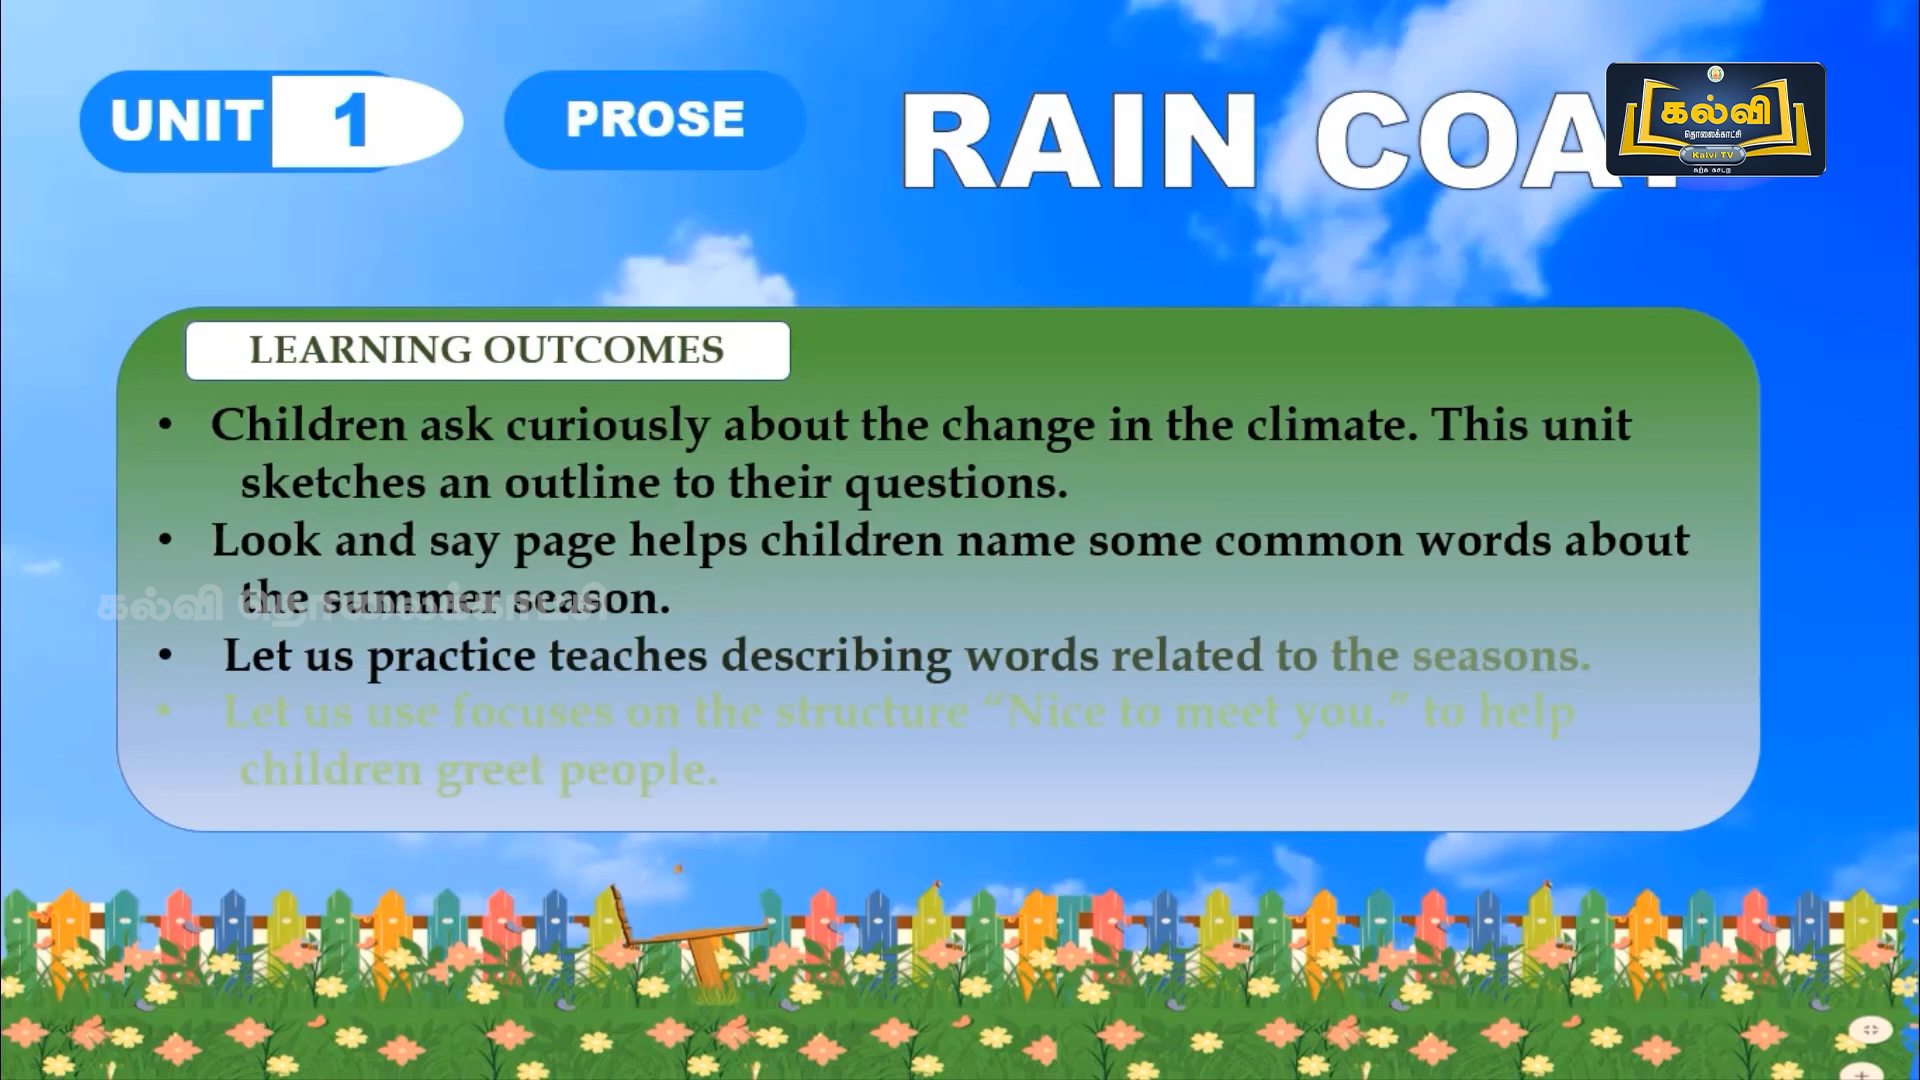 UNIT 1
PROSE
RAIN COAT
கல்வி
தொலைக்காட்சி
Kalvi TV
கற்க கசடற
LEARNING OUTCOMES
• Children ask curiously about the change in the climate. This unit
sketches an outline to their questions.
• Look and say page helps children name some common words about
the summer season.
கல்வி தொலைக்காட்சி
• Let us practice teaches describing words related to the seasons.
• Let us use focuses on the structure “Nice to meet you.” to help
children greet people.